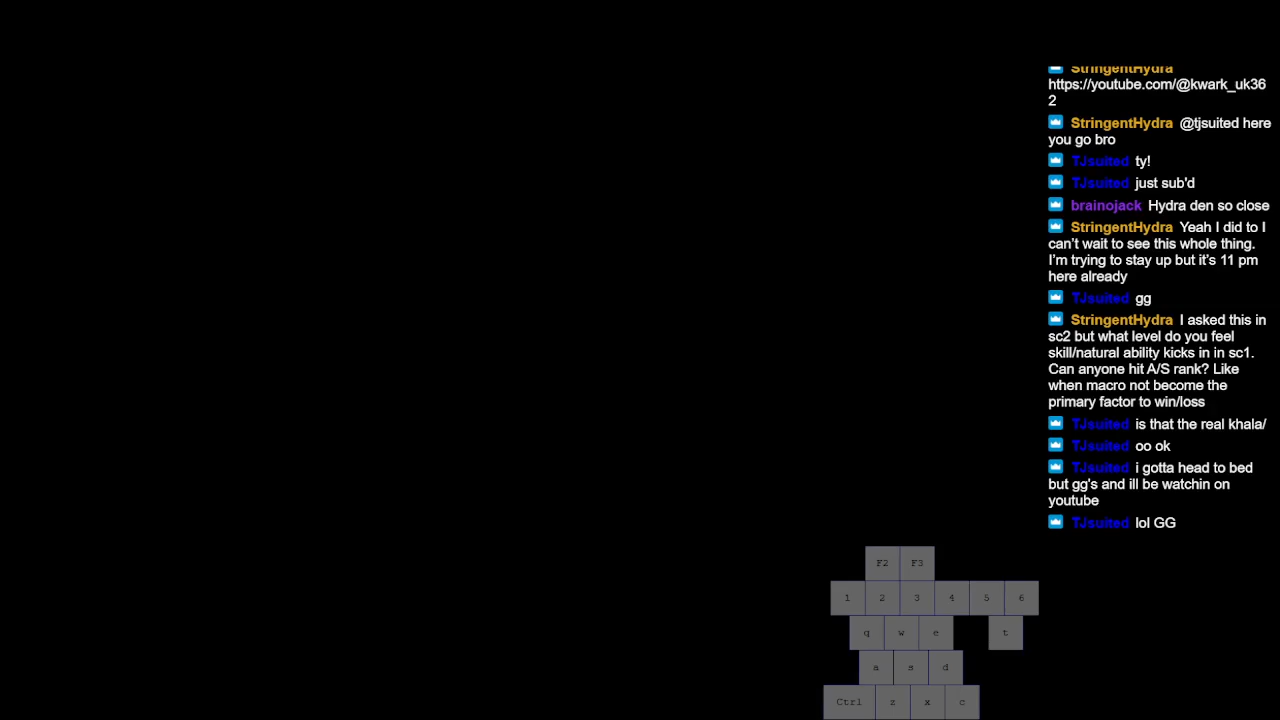 StringentHydra
https://youtube.com/@kwark_uk36
2
StringentHydra @tjsuited here
you go bro
TJsuited ty!
TJsuited just sub'd
brainojack Hydra den so close
StringentHydra Yeah I did to I
can't wait to see this whole thing.
I'm trying to stay up but it's 11 pm
here already
TJsuited gg
StringentHydra I asked this in
sc2 but what level do you feel
skill/natural ability kicks in in sc1.
Can anyone hit A/S rank? Like
when macro not become the
primary factor to win/loss
TJsuited is that the real khala/
TJsuited oo ok
TJsuited i gotta head to bed
but gg's and ill be watchin on
youtube
TJsuited lol GG
F2 F3
1 2 3 4 5 6
q w e t
a s d
Ctrl z x c